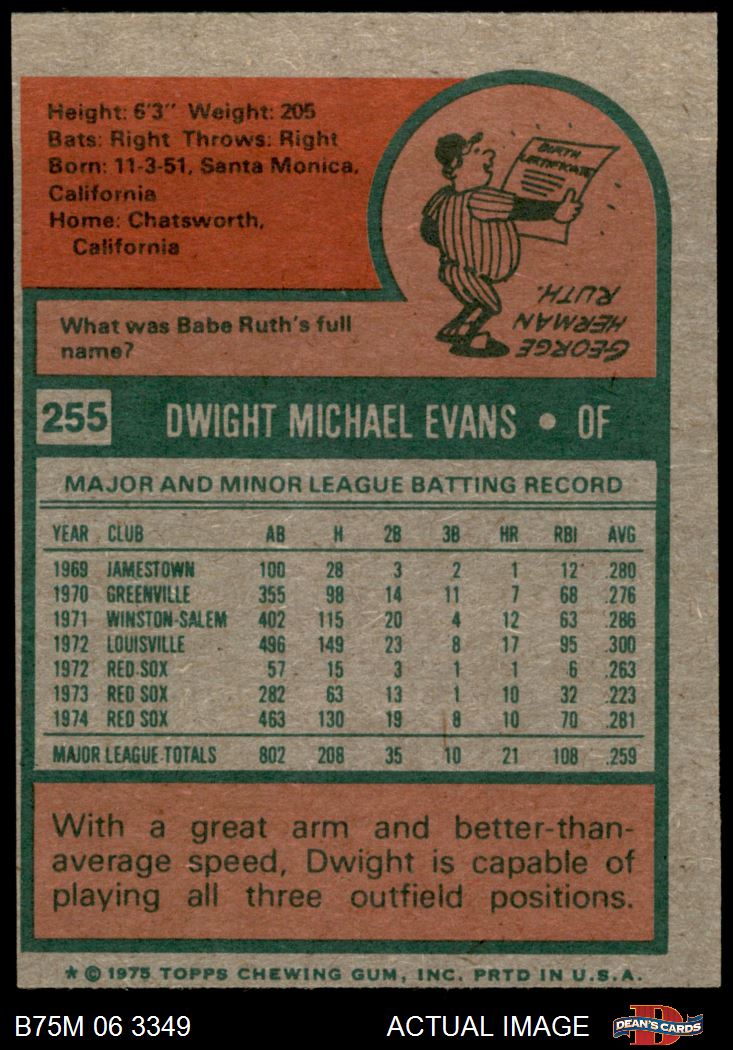 Height: 6'3" Weight: 205
Bats: Right Throws: Right
Born: 11-3-51, Santa Monica,
California
Home: Chatsworth,
California
BIRTH
CERTIFICATE
GEORGE
HERMAN
RUTH.
What was Babe Ruth's full
name?
255 DWIGHT MICHAEL EVANS • OF
MAJOR AND MINOR LEAGUE BATTING RECORD
YEAR CLUB AB H 2B 3B HR RBI AVG
1969 JAMESTOWN 100 28 3 2 1 12 .280
1970 GREENVILLE 355 98 14 11 7 68 .276
1971 WINSTON-SALEM 402 115 20 4 12 63 .286
1972 LOUISVILLE 496 149 23 8 17 95 .300
1972 RED SOX 57 15 3 1 1 6 .263
1973 RED SOX 282 63 13 1 10 32 .223
1974 RED SOX 463 130 19 8 10 70 .281
MAJOR LEAGUE TOTALS 802 208 35 10 21 108 .259
With a great arm and better-than-
average speed, Dwight is capable of
playing all three outfield positions.
* © 1975 TOPPS CHEWING GUM, INC. PRTD IN U.S.A.
B75M 06 3349 ACTUAL IMAGE D DEAN'S CARDS